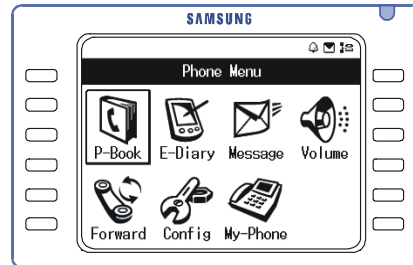 SAMSUNG
Phone Menu
P-Book E-Diary Message Volume
Forward Config My-Phone